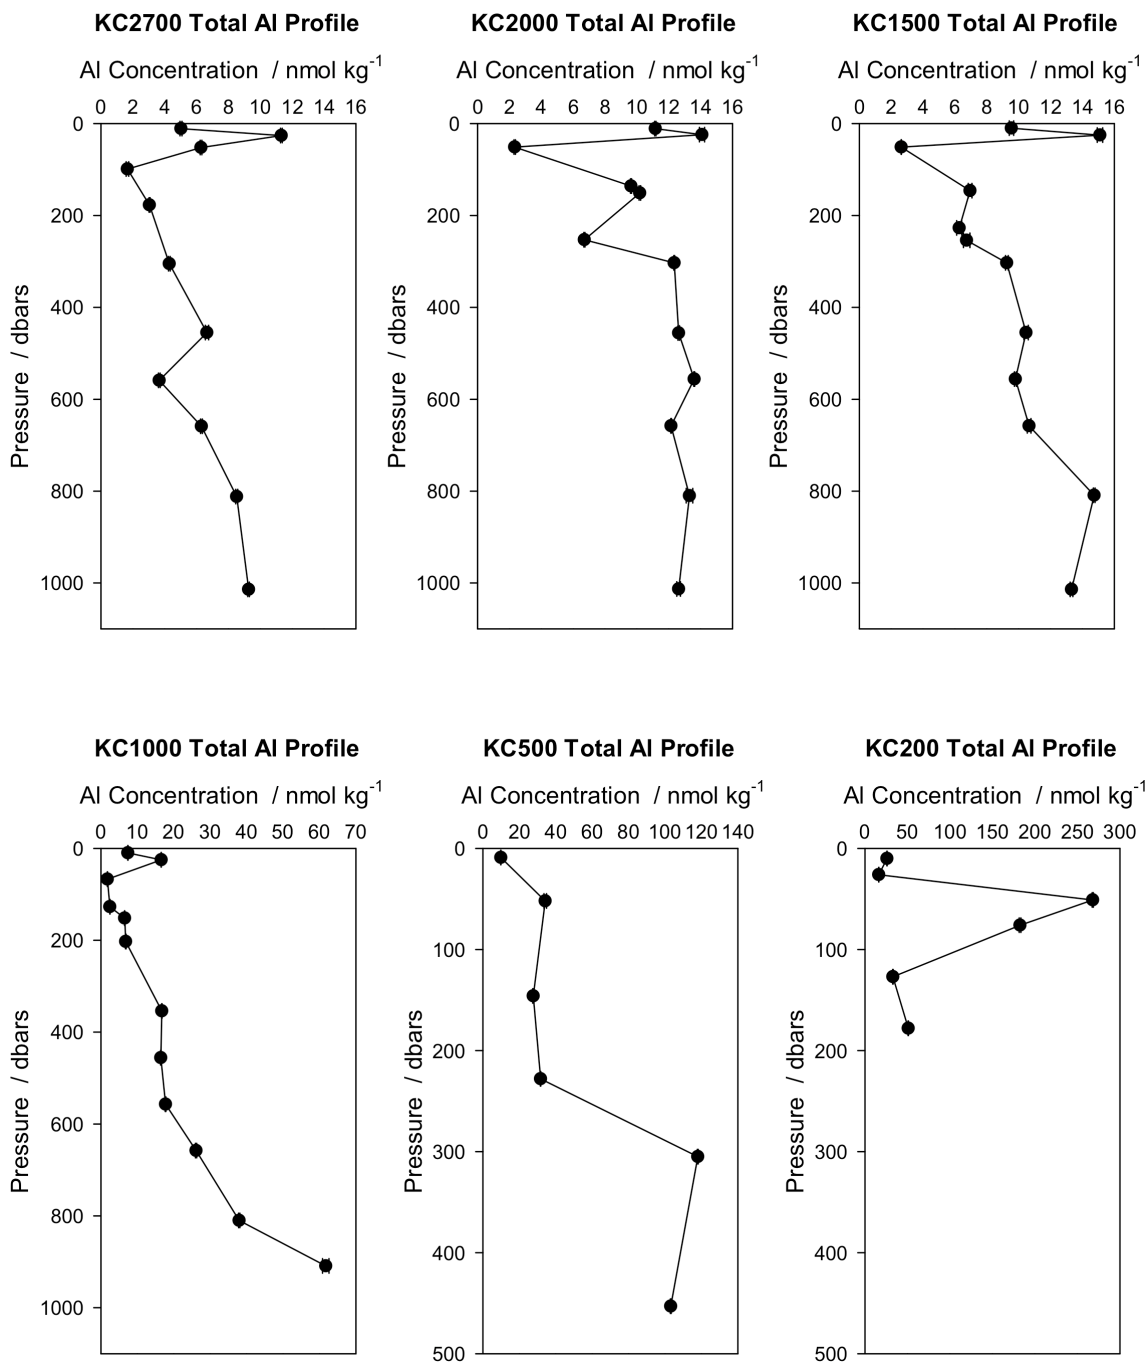 KC2700 Total Al Profile
Al Concentration / nmol kg-1
0 2 4 6 8 10 12 14 16
0
200
400
600
800
1000
Pressure / dbars
KC2000 Total Al Profile
Al Concentration / nmol kg-1
0 2 4 6 8 10 12 14 16
0
200
400
600
800
1000
Pressure / dbars
KC1500 Total Al Profile
Al Concentration / nmol kg-1
0 2 4 6 8 10 12 14 16
0
200
400
600
800
1000
Pressure / dbars
KC1000 Total Al Profile
Al Concentration / nmol kg-1
0 10 20 30 40 50 60 70
0
200
400
600
800
1000
Pressure / dbars
KC500 Total Al Profile
Al Concentration / nmol kg-1
0 20 40 60 80 100 120 140
0
100
200
300
400
500
Pressure / dbars
KC200 Total Al Profile
Al Concentration / nmol kg-1
0 50 100 150 200 250 300
0
100
200
300
400
500
Pressure / dbars